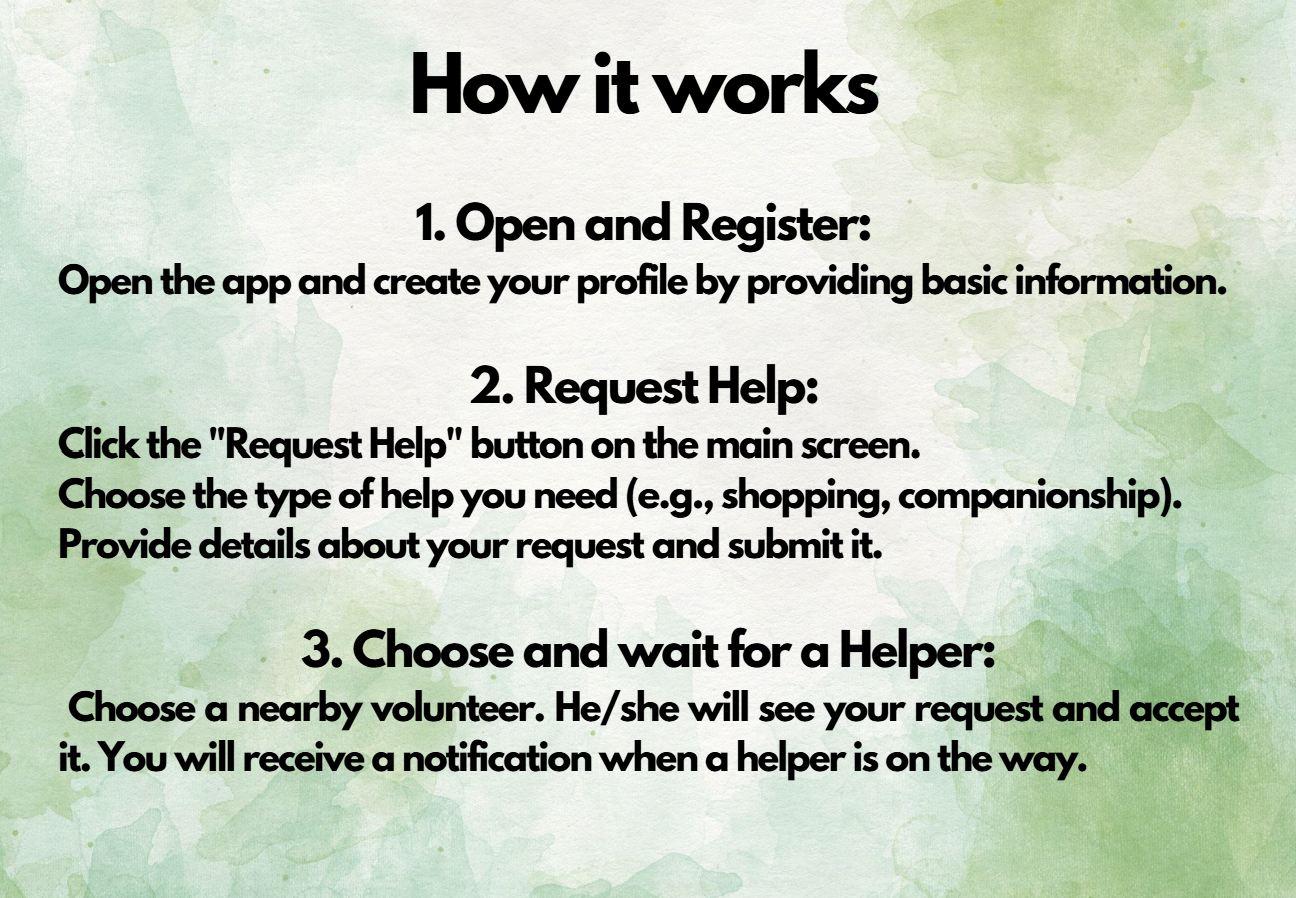 How it works
1. Open and Register:
Open the app and create your profile by providing basic information.
2. Request Help:
Click the "Request Help" button on the main screen.
Choose the type of help you need (e.g., shopping, companionship).
Provide details about your request and submit it.
3. Choose and wait for a Helper:
Choose a nearby volunteer. He/she will see your request and accept
it. You will receive a notification when a helper is on the way.